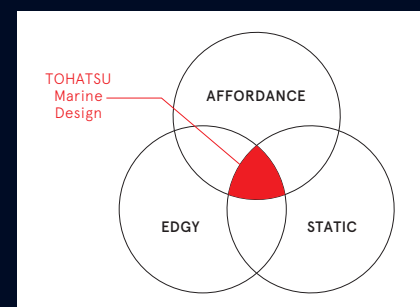 TOHATSU
Marine
Design
AFFORDANCE
EDGY
STATIC